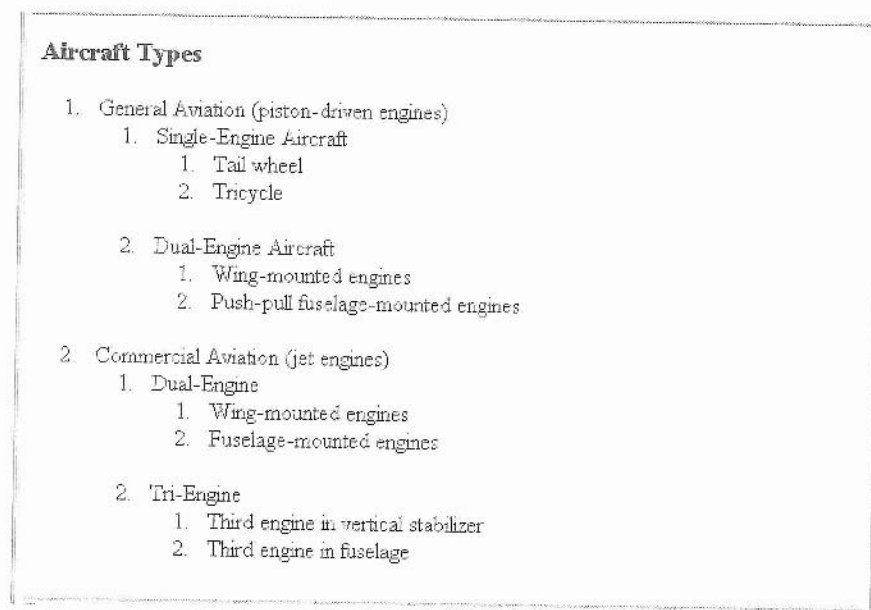 Aircraft Types
1. General Aviation (piston-driven engines)
1. Single-Engine Aircraft
1. Tail wheel
2. Tricycle
2. Dual-Engine Aircraft
1. Wing-mounted engines
2. Push-pull fuselage-mounted engines
2. Commercial Aviation (jet engines)
1. Dual-Engine
1. Wing-mounted engines
2. Fuselage-mounted engines
2. Tri-Engine
1. Third engine in vertical stabilizer
2. Third engine in fuselage